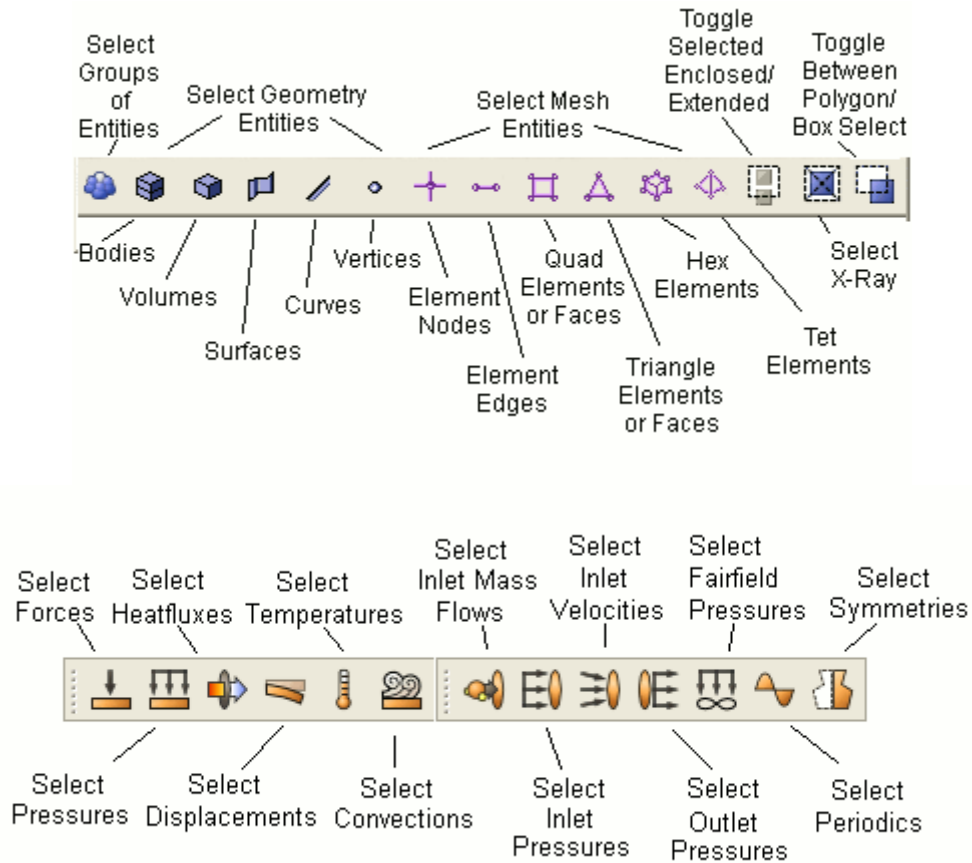 Select
Groups
of
Entities
Select Geometry
Entities
Select Mesh
Entities
Toggle
Selected
Enclosed/
Extended
Toggle
Between
Polygon/
Box Select
Bodies
Volumes
Surfaces
Curves
Vertices
Element
Nodes
Element
Edges
Quad
Elements
or Faces
Triangle
Elements
or Faces
Hex
Elements
Tet
Elements
Select
X-Ray
Select
Forces
Select
Heatfluxes
Select
Temperatures
Select
Inlet Mass
Flows
Select
Inlet
Velocities
Select
Fairfield
Pressures
Select
Symmetries
Select
Pressures
Select
Displacements
Select
Convections
Select
Inlet
Pressures
Select
Outlet
Pressures
Select
Periodics